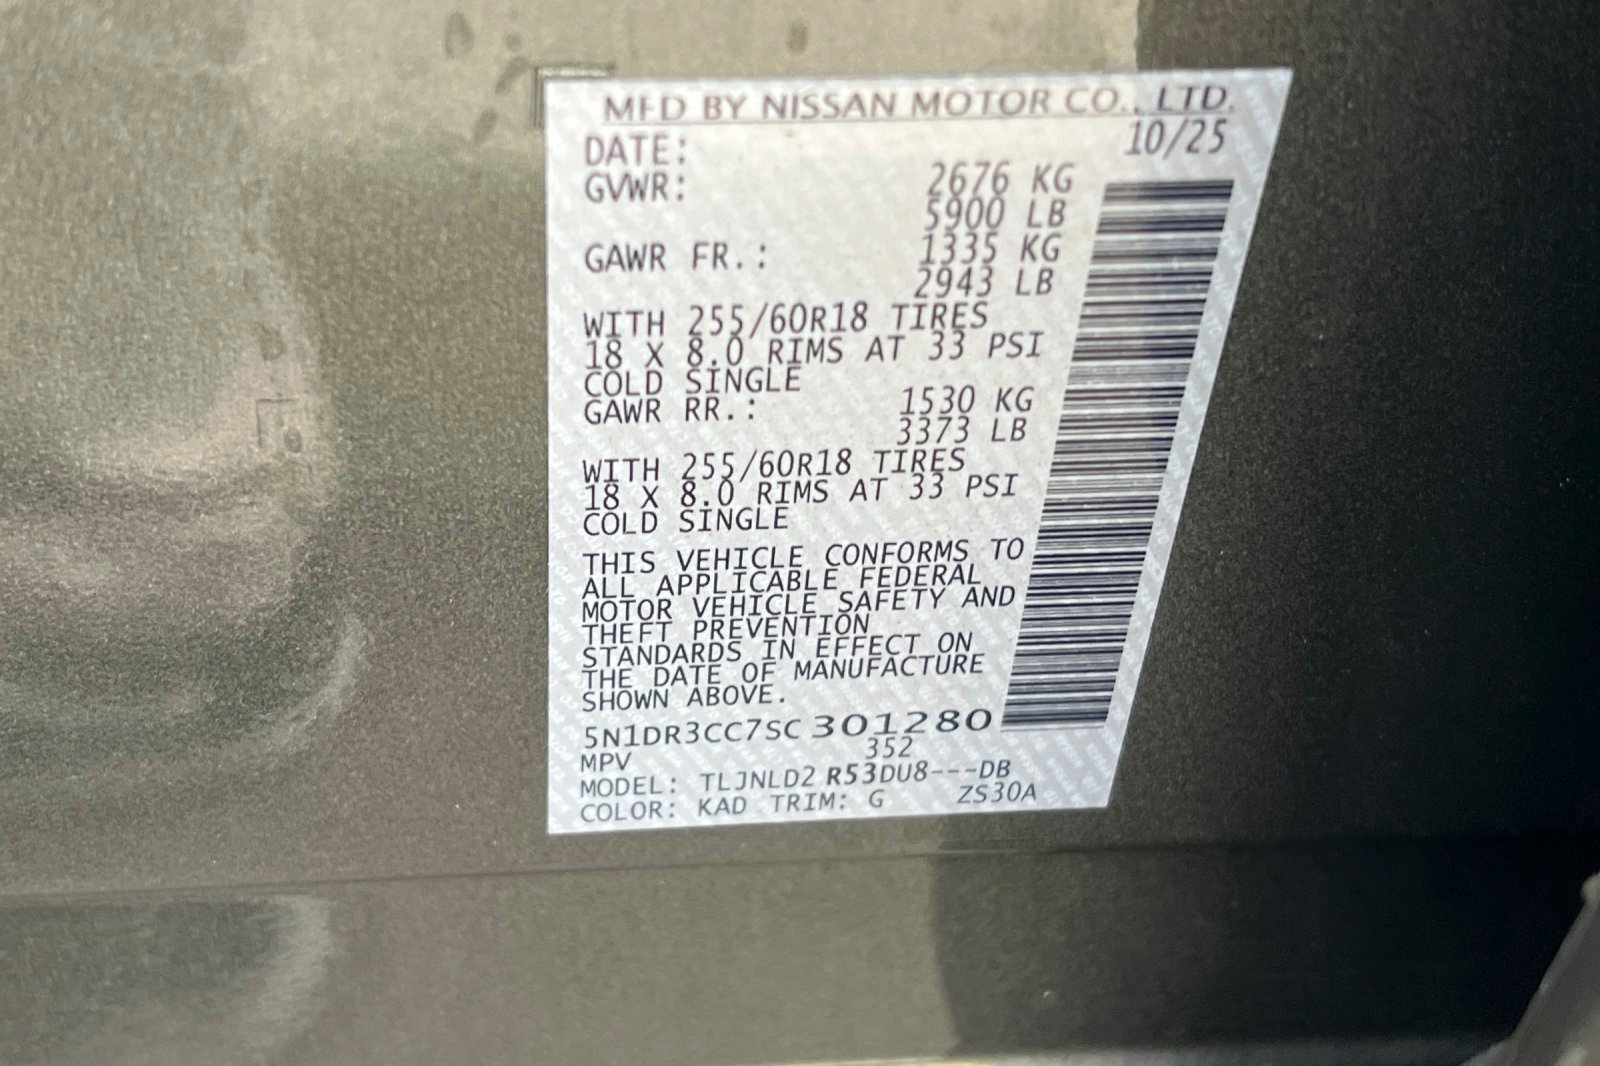 MFD BY NISSAN MOTOR CO., LTD.
DATE: 10/25
GVWR: 2676 KG
5900 LB
GAWR FR.: 1335 KG
2943 LB
WITH 255/60R18 TIRES
18 X 8.0 RIMS AT 33 PSI
COLD SINGLE
GAWR RR.: 1530 KG
3373 LB
WITH 255/60R18 TIRES
18 X 8.0 RIMS AT 33 PSI
COLD SINGLE
THIS VEHICLE CONFORMS TO
ALL APPLICABLE FEDERAL
MOTOR VEHICLE SAFETY AND
THEFT PREVENTION
STANDARDS IN EFFECT ON
THE DATE OF MANUFACTURE
SHOWN ABOVE.
5N1DR3CC7SC301280
MPV 352
MODEL: TLJNLD2 R53DU8---DB
COLOR: KAD TRIM: G ZS30A